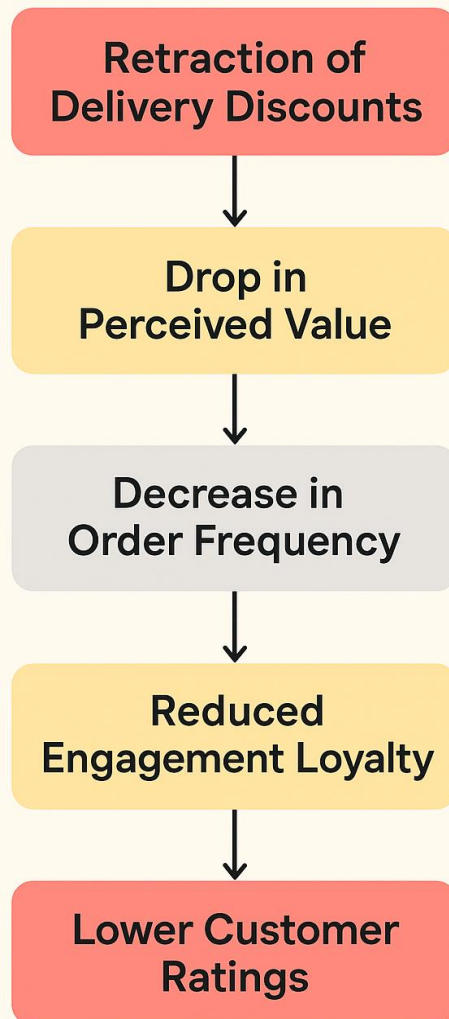 Retraction of
Delivery Discounts
Drop in
Perceived Value
Decrease in
Order Frequency
Reduced
Engagement Loyalty
Lower Customer
Ratings